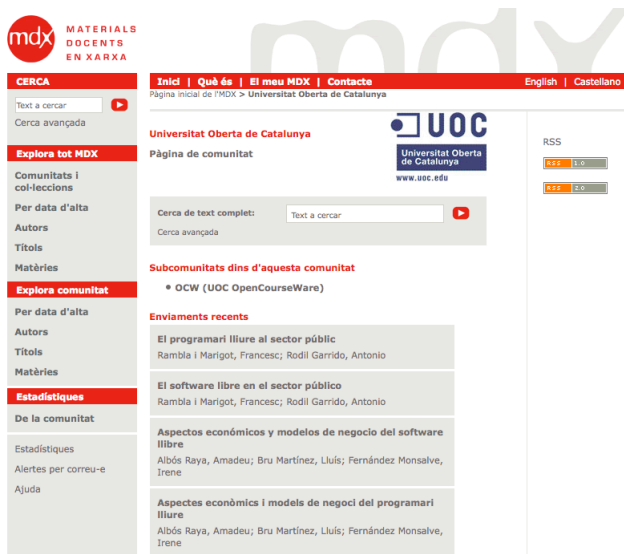 mdx
MATERIALS
DOCENTS
EN XARXA
mdx
CERCA
Text a cercar
Cerca avançada
Explora tot MDX
Comunitats i
col·leccions
Per data d'alta
Autors
Títols
Matèries
Explora comunitat
Per data d'alta
Autors
Títols
Matèries
Estadístiques
De la comunitat
Estadístiques
Alertes per correu-e
Ajuda
Inici | Què és | El meu MDX | Contacte
English | Castellano
Pàgina inicial de l'MDX > Universitat Oberta de Catalunya
Universitat Oberta de Catalunya
Pàgina de comunitat
UOC
Universitat Oberta
de Catalunya
www.uoc.edu
Cerca de text complet:
Text a cercar
Cerca avançada
Subcomunitats dins d'aquesta comunitat
• OCW (UOC OpenCourseWare)
Enviaments recents
El programari lliure al sector públic
Rambla i Marigot, Francesc; Rodil Garrido, Antonio
El software libre en el sector público
Rambla i Marigot, Francesc; Rodil Garrido, Antonio
Aspectos económicos y modelos de negocio del software
llibre
Albós Raya, Amadeu; Bru Martínez, Lluís; Fernández Monsalve,
Irene
Aspectes econòmics i models de negoci del programari
lliure
Albós Raya, Amadeu; Bru Martínez, Lluís; Fernández Monsalve,
Irene
RSS
RSS 1.0
RSS 2.0